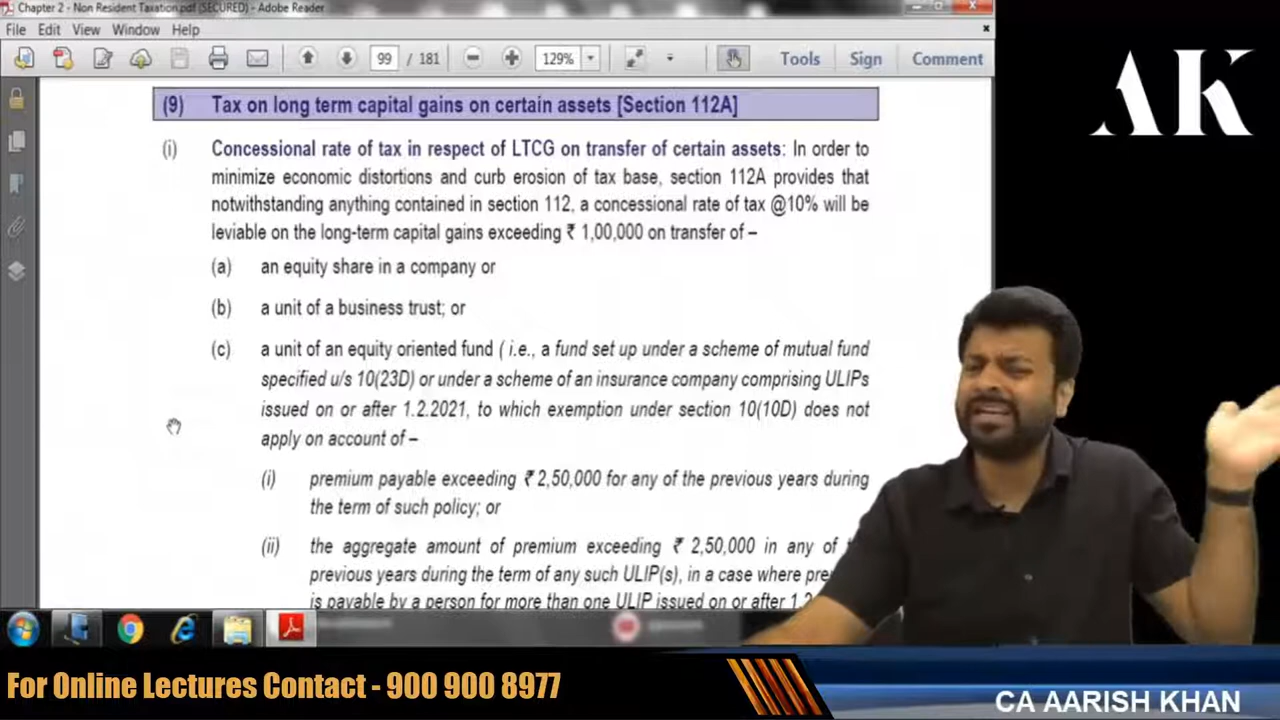 Chapter 2 - Non Resident Taxation.pdf (SECURED) - Adobe Reader
File Edit View Window Help
99 / 181 129% Tools Sign Comment
AK
(9) Tax on long term capital gains on certain assets [Section 112A]
(i) Concessional rate of tax in respect of LTCG on transfer of certain assets: In order to
minimize economic distortions and curb erosion of tax base, section 112A provides that
notwithstanding anything contained in section 112, a concessional rate of tax @10% will be
leviable on the long-term capital gains exceeding ₹ 1,00,000 on transfer of –
(a) an equity share in a company or
(b) a unit of a business trust; or
(c) a unit of an equity oriented fund ( i.e., a fund set up under a scheme of mutual fund
specified u/s 10(23D) or under a scheme of an insurance company comprising ULIPs
issued on or after 1.2.2021, to which exemption under section 10(10D) does not
apply on account of –
(i) premium payable exceeding ₹ 2,50,000 for any of the previous years during
the term of such policy; or
(ii) the aggregate amount of premium exceeding ₹ 2,50,000 in any of
previous years during the term of any such ULIP(s), in a case where
is payable by a person for more than one ULIP issued on or after
For Online Lectures Contact - 900 900 8977
CA AARISH KHAN